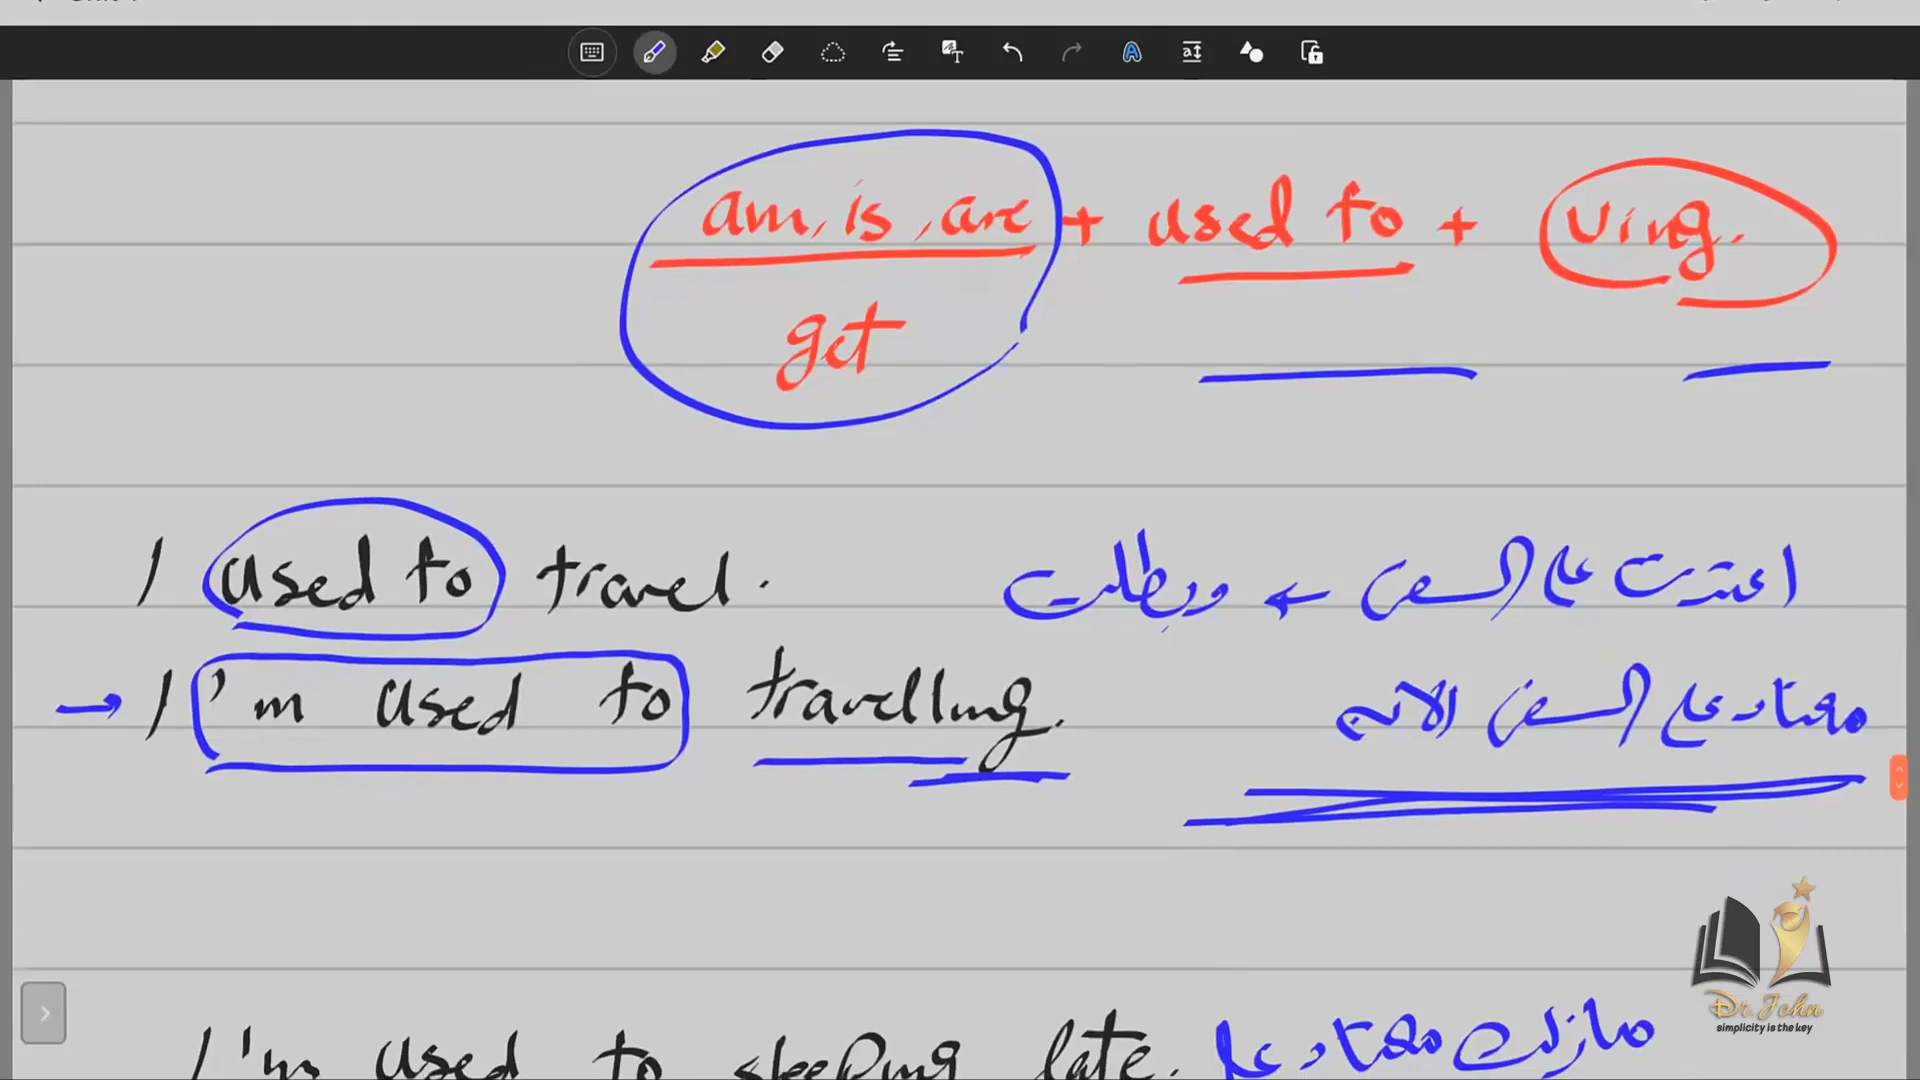 am, is, are + used to + Ving.
get
I used to travel. اعتدت على السفر ← وبطلت
→ I'm used to travelling. معتاد على السفر الآن
Dr. John
simplicity is the key
I'm used to sleeping late. مازلت معتاد على